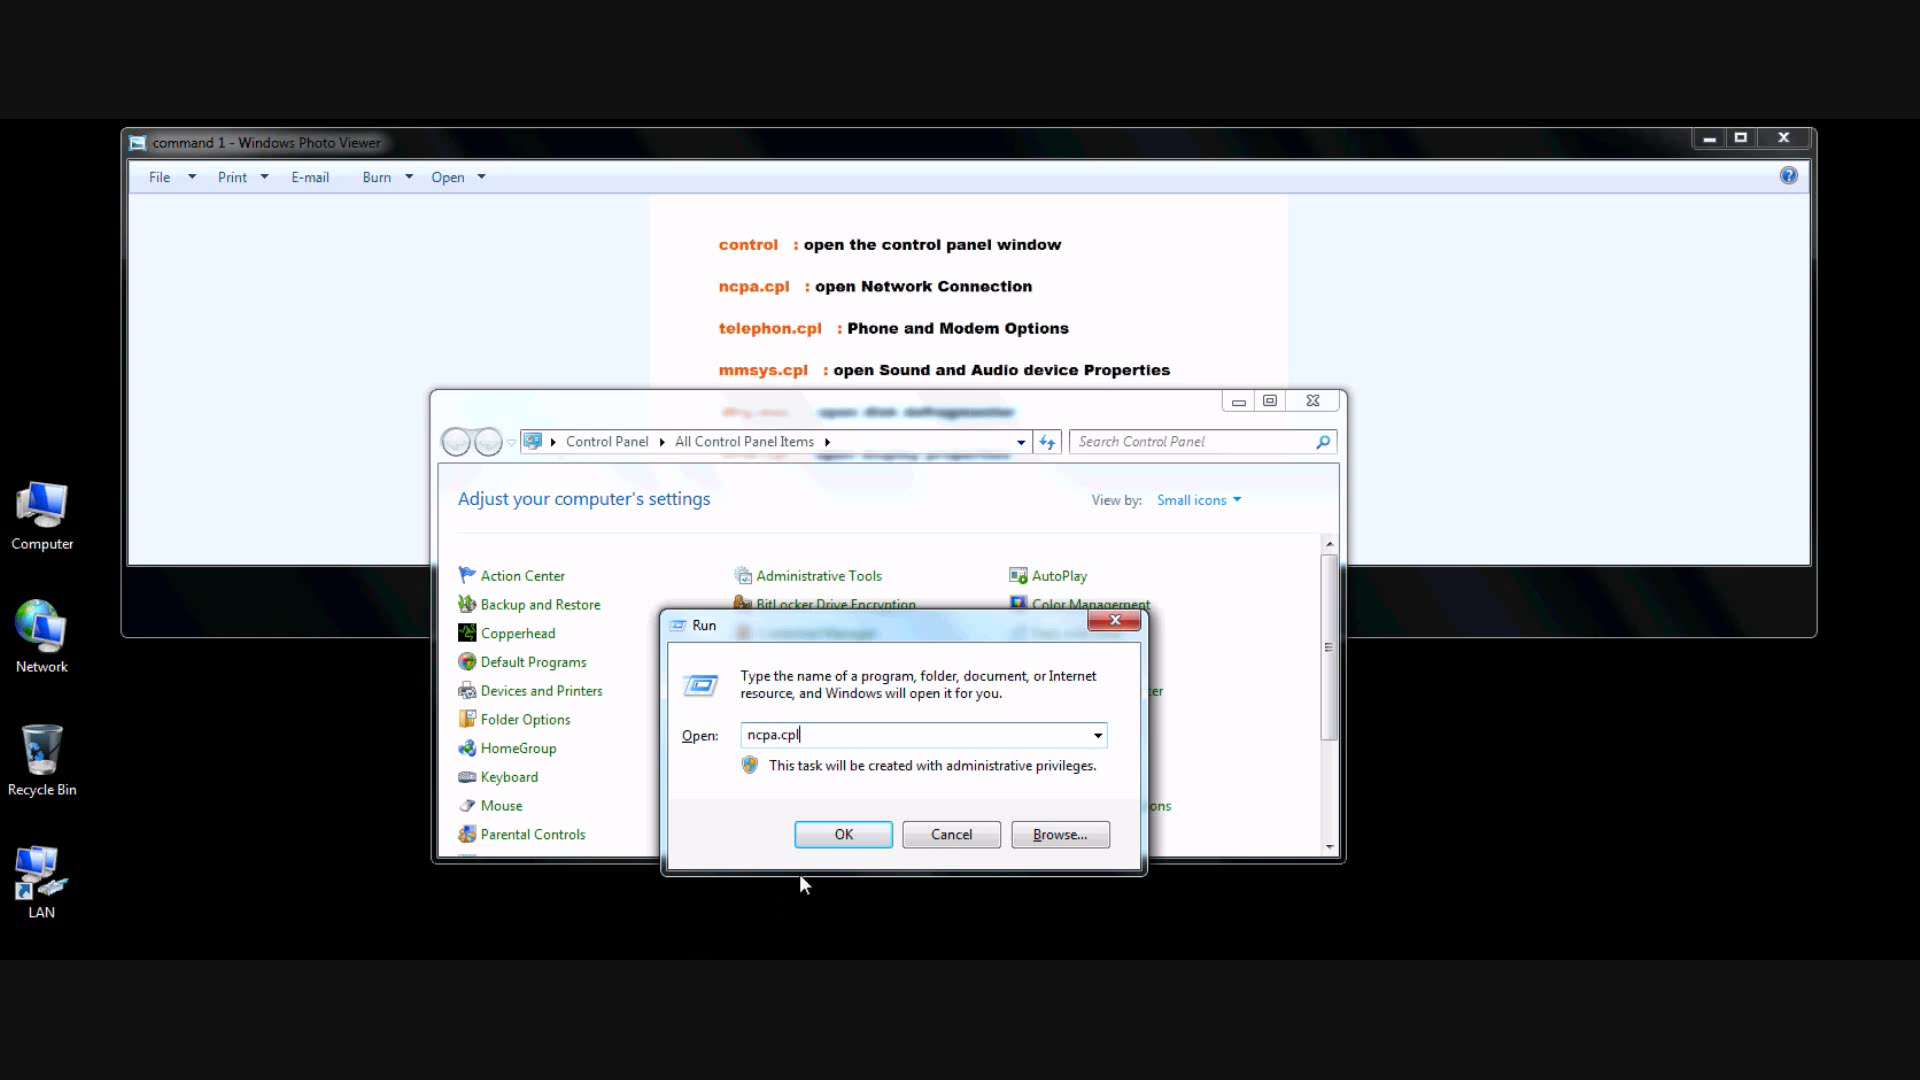 command 1 - Windows Photo Viewer
File Print E-mail Burn Open
control : open the control panel window
ncpa.cpl : open Network Connection
telephon.cpl : Phone and Modem Options
mmsys.cpl : open Sound and Audio device Properties
open disk defragmenter
open display properties
Control Panel All Control Panel Items
Search Control Panel
Adjust your computer's settings
View by: Small icons
Action Center
Administrative Tools
AutoPlay
Backup and Restore
BitLocker Drive Encryption
Color Management
Copperhead
Default Programs
Devices and Printers
Folder Options
HomeGroup
Keyboard
Mouse
Parental Controls
Run
Type the name of a program, folder, document, or Internet
resource, and Windows will open it for you.
Open: ncpa.cpl
This task will be created with administrative privileges.
OK Cancel Browse...
Computer
Network
Recycle Bin
LAN